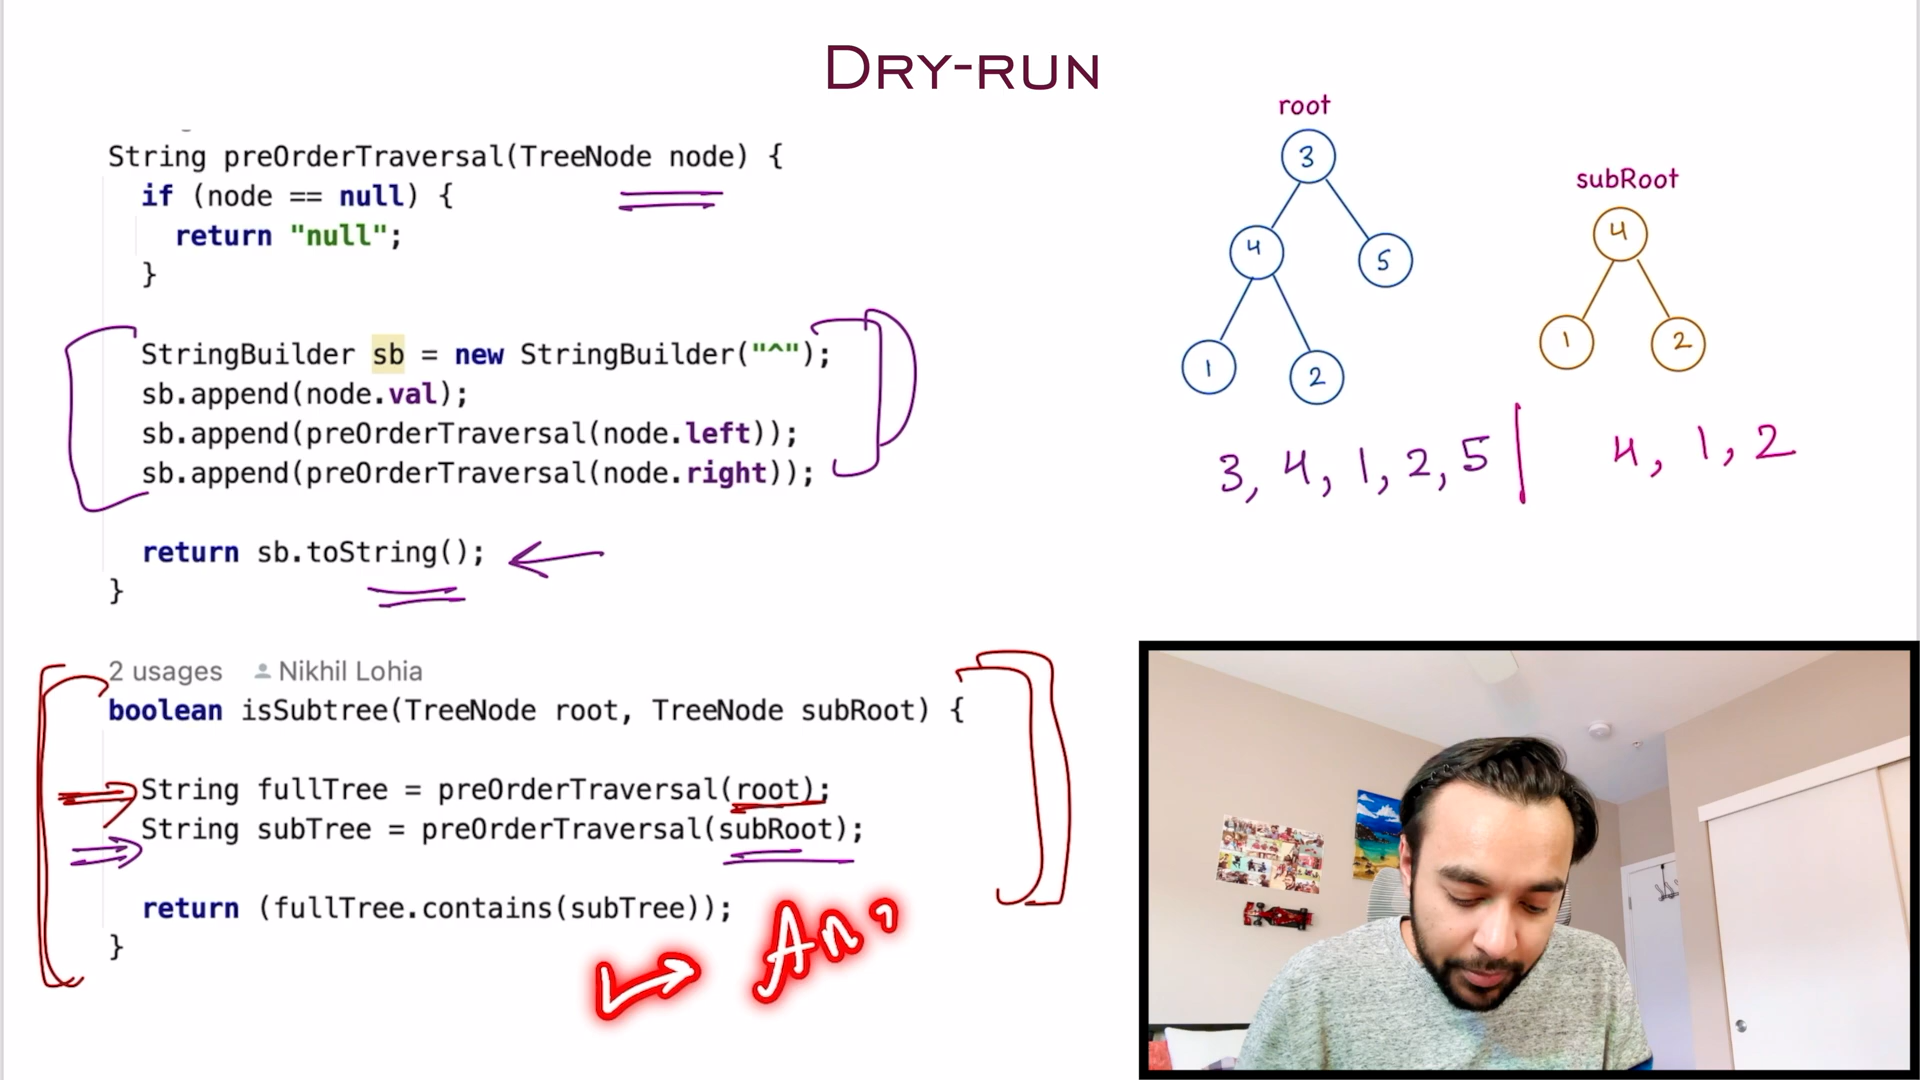 DRY-RUN
String preOrderTraversal(TreeNode node) {
if (node == null) {
return "null";
}
StringBuilder sb = new StringBuilder("^");
sb.append(node.val);
sb.append(preOrderTraversal(node.left));
sb.append(preOrderTraversal(node.right));
return sb.toString();
}
2 usages Nikhil Lohia
boolean isSubtree(TreeNode root, TreeNode subRoot) {
String fullTree = preOrderTraversal(root);
String subTree = preOrderTraversal(subRoot);
return (fullTree.contains(subTree));
}
Ans
root
3
4
5
1
2
3, 4, 1, 2, 5
subRoot
4
1
2
4, 1, 2